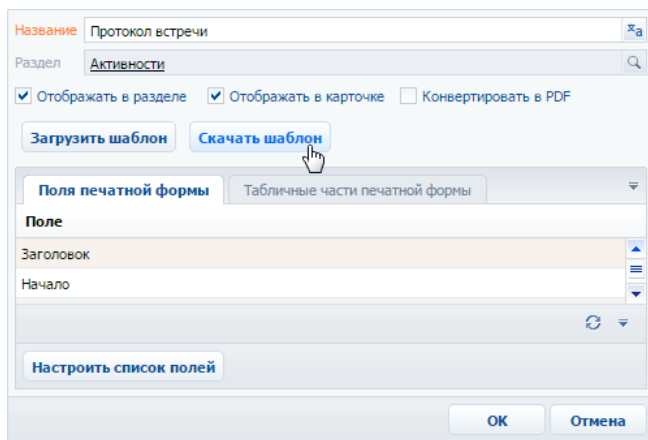 Название Протокол встречи xa
Раздел Активности
Отображать в разделе Отображать в карточке Конвертировать в PDF
Загрузить шаблон Скачать шаблон
Поля печатной формы Табличные части печатной формы
Поле
Заголовок
Начало
Настроить список полей
ОК Отмена